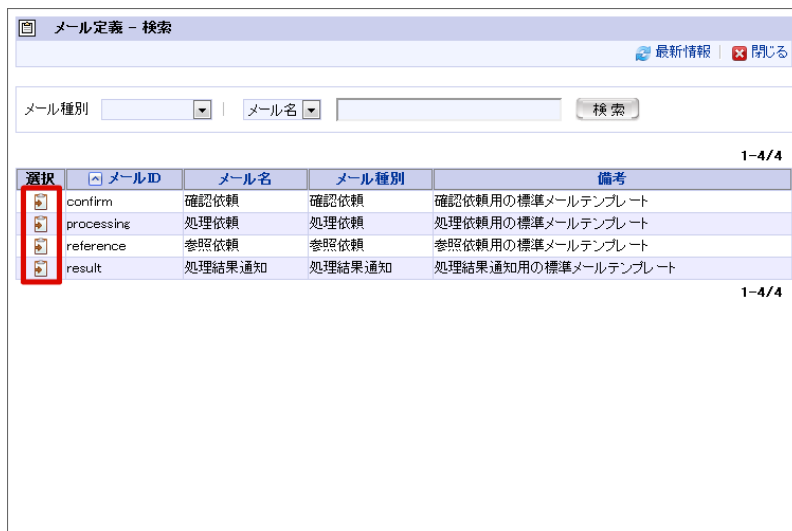 メール定義 - 検索
最新情報 閉じる
メール種別 メール名 検索
1-4/4
選択 メールID メール名 メール種別 備考
confirm 確認依頼 確認依頼 確認依頼用の標準メールテンプレート
processing 処理依頼 処理依頼 処理依頼用の標準メールテンプレート
reference 参照依頼 参照依頼 参照依頼用の標準メールテンプレート
result 処理結果通知 処理結果通知 処理結果通知用の標準メールテンプレート
1-4/4